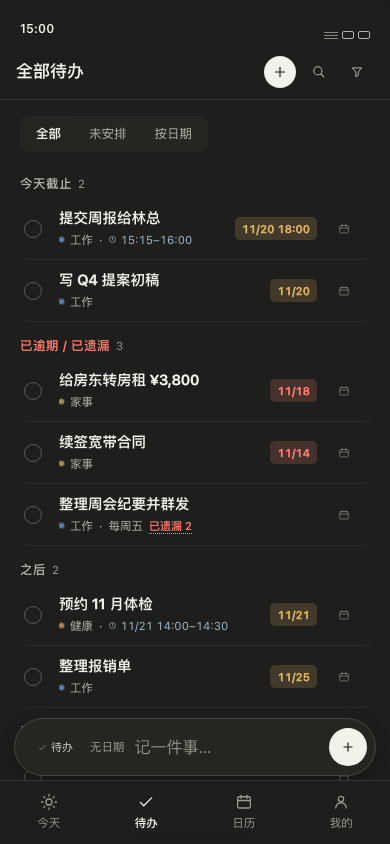 15:00
全部待办
全部 未安排 按日期
今天截止 2
提交周报给林总
11/20 18:00
工作 · 15:15–16:00
写 Q4 提案初稿
11/20
工作
已逾期 / 已遗漏 3
给房东转房租 ¥3,800
11/18
家事
续签宽带合同
11/14
家事
整理周会纪要并群发
工作 · 每周五 已遗漏 2
之后 2
预约 11 月体检
11/21
健康 · 11/21 14:00–14:30
整理报销单
11/25
工作
待办 无日期 记一件事...
今天 待办 日历 我的